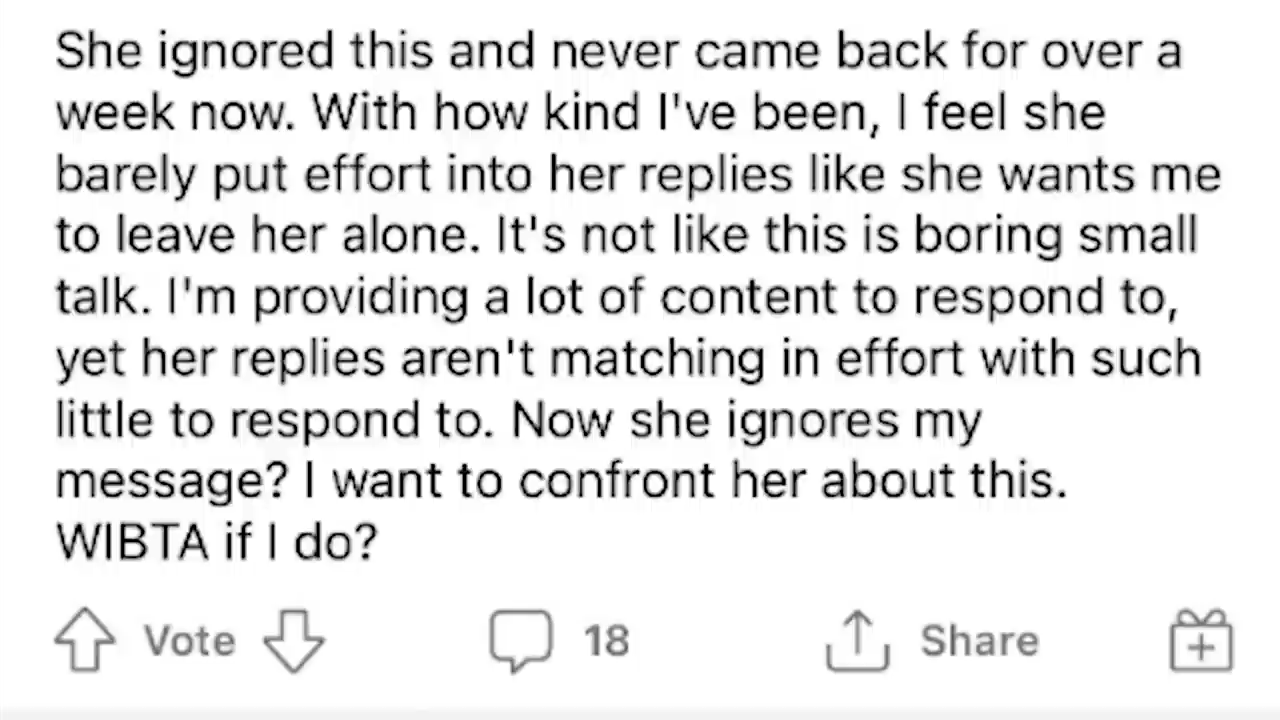 She ignored this and never came back for over a
week now. With how kind I've been, I feel she
barely put effort into her replies like she wants me
to leave her alone. It's not like this is boring small
talk. I'm providing a lot of content to respond to,
yet her replies aren't matching in effort with such
little to respond to. Now she ignores my
message? I want to confront her about this.
WIBTA if I do?
Vote 18 Share